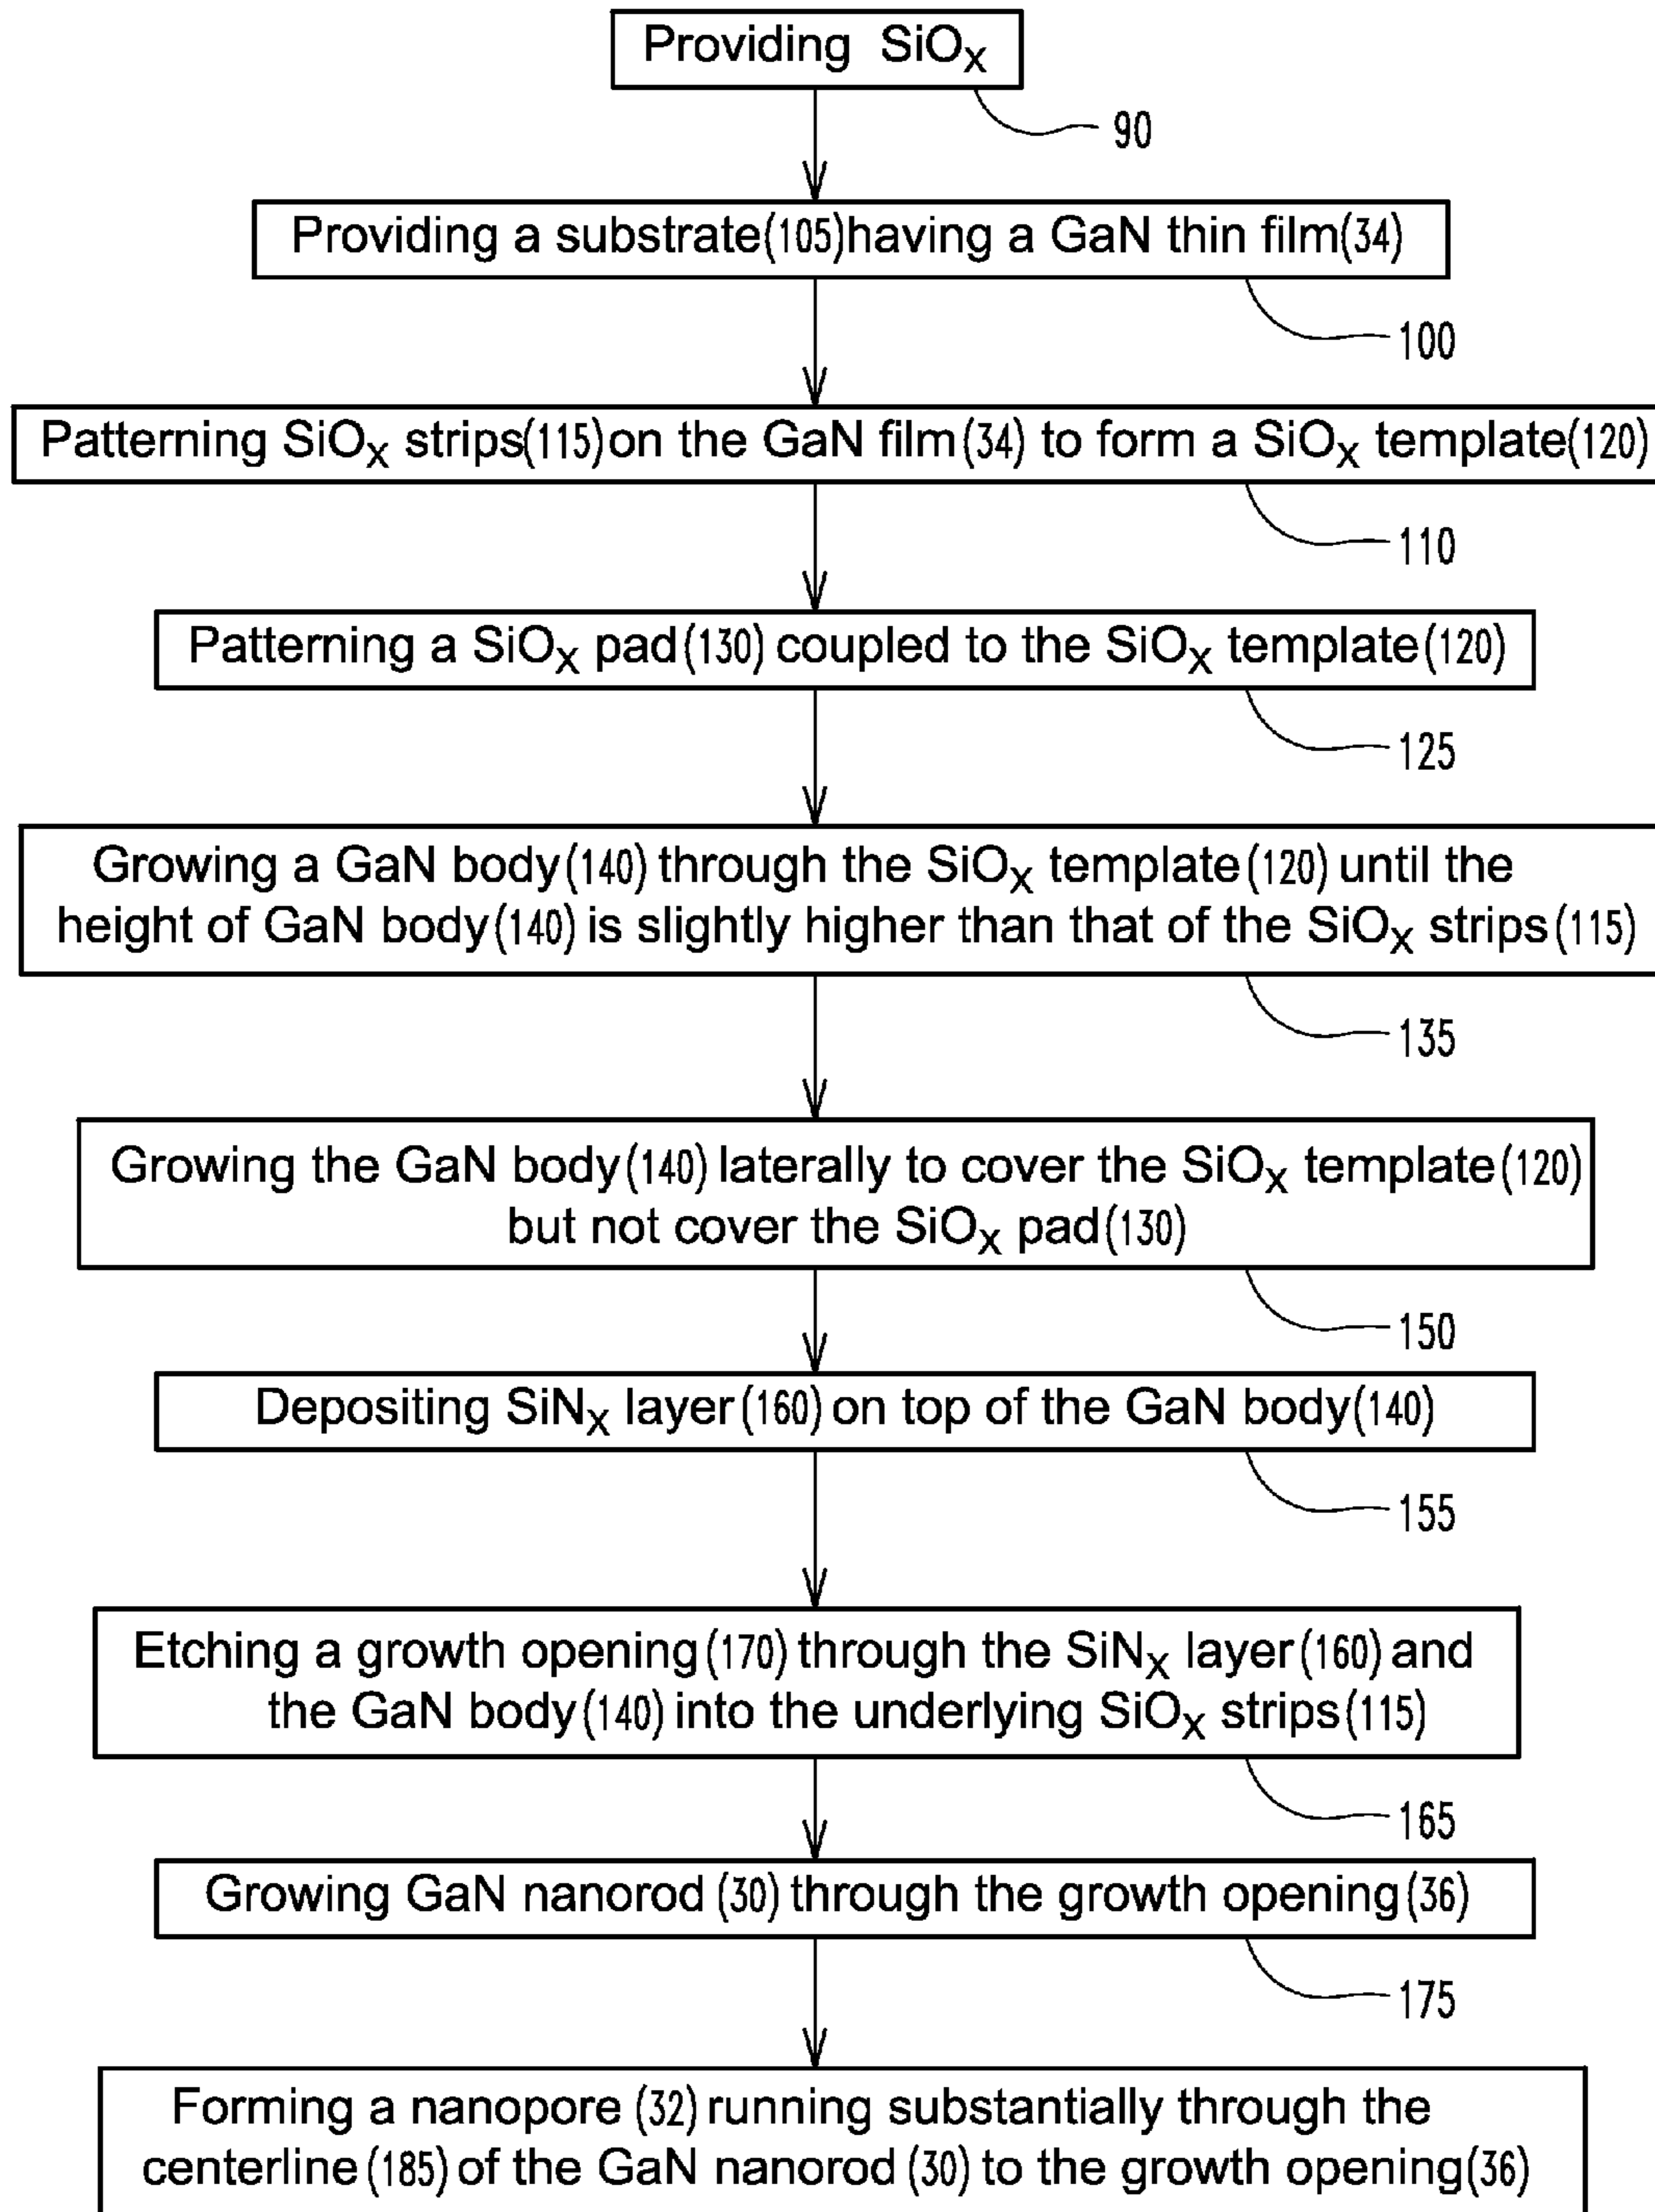 Providing SiOX
90
Providing a substrate(105)having a GaN thin film(34)
100
Patterning SiOX strips(115)on the GaN film(34) to form a SiOX template(120)
110
Patterning a SiOX pad(130) coupled to the SiOX template(120)
125
Growing a GaN body(140) through the SiOX template(120) until the
height of GaN body(140) is slightly higher than that of the SiOX strips(115)
135
Growing the GaN body(140) laterally to cover the SiOX template(120)
but not cover the SiOX pad(130)
150
Depositing SiNX layer(160) on top of the GaN body(140)
155
Etching a growth opening(170) through the SiNX layer(160) and
the GaN body(140) into the underlying SiOX strips(115)
165
Growing GaN nanorod (30) through the growth opening(36)
175
Forming a nanopore (32) running substantially through the
centerline(185) of the GaN nanorod (30) to the growth opening(36)